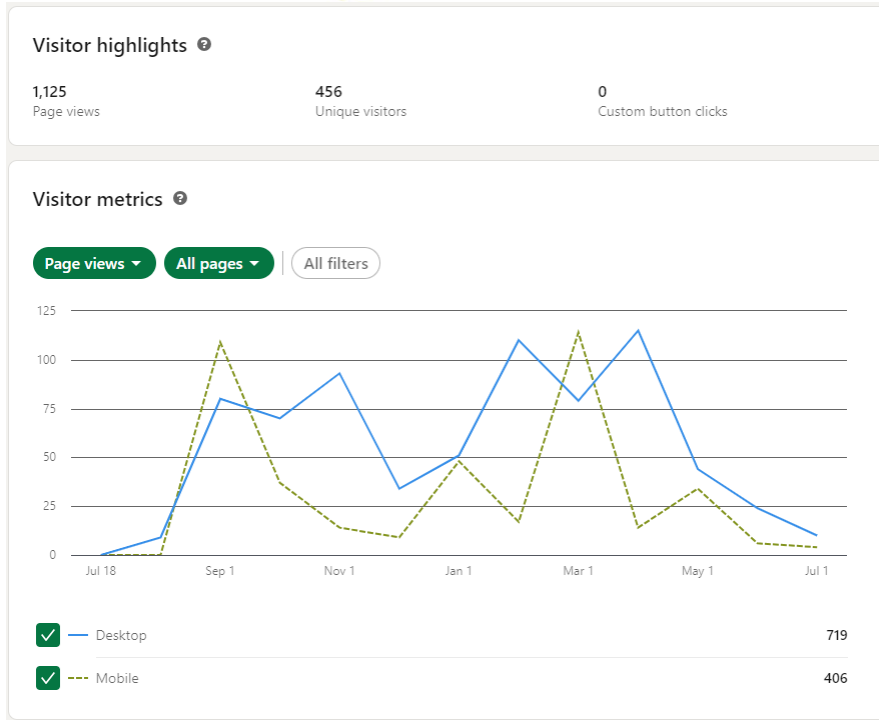 Visitor highlights ?
1,125 456 0
Page views Unique visitors Custom button clicks
Visitor metrics ?
Page views All pages All filters
125
100
75
50
25
0
Jul 18 Sep 1 Nov 1 Jan 1 Mar 1 May 1 Jul 1
Desktop 719
Mobile 406